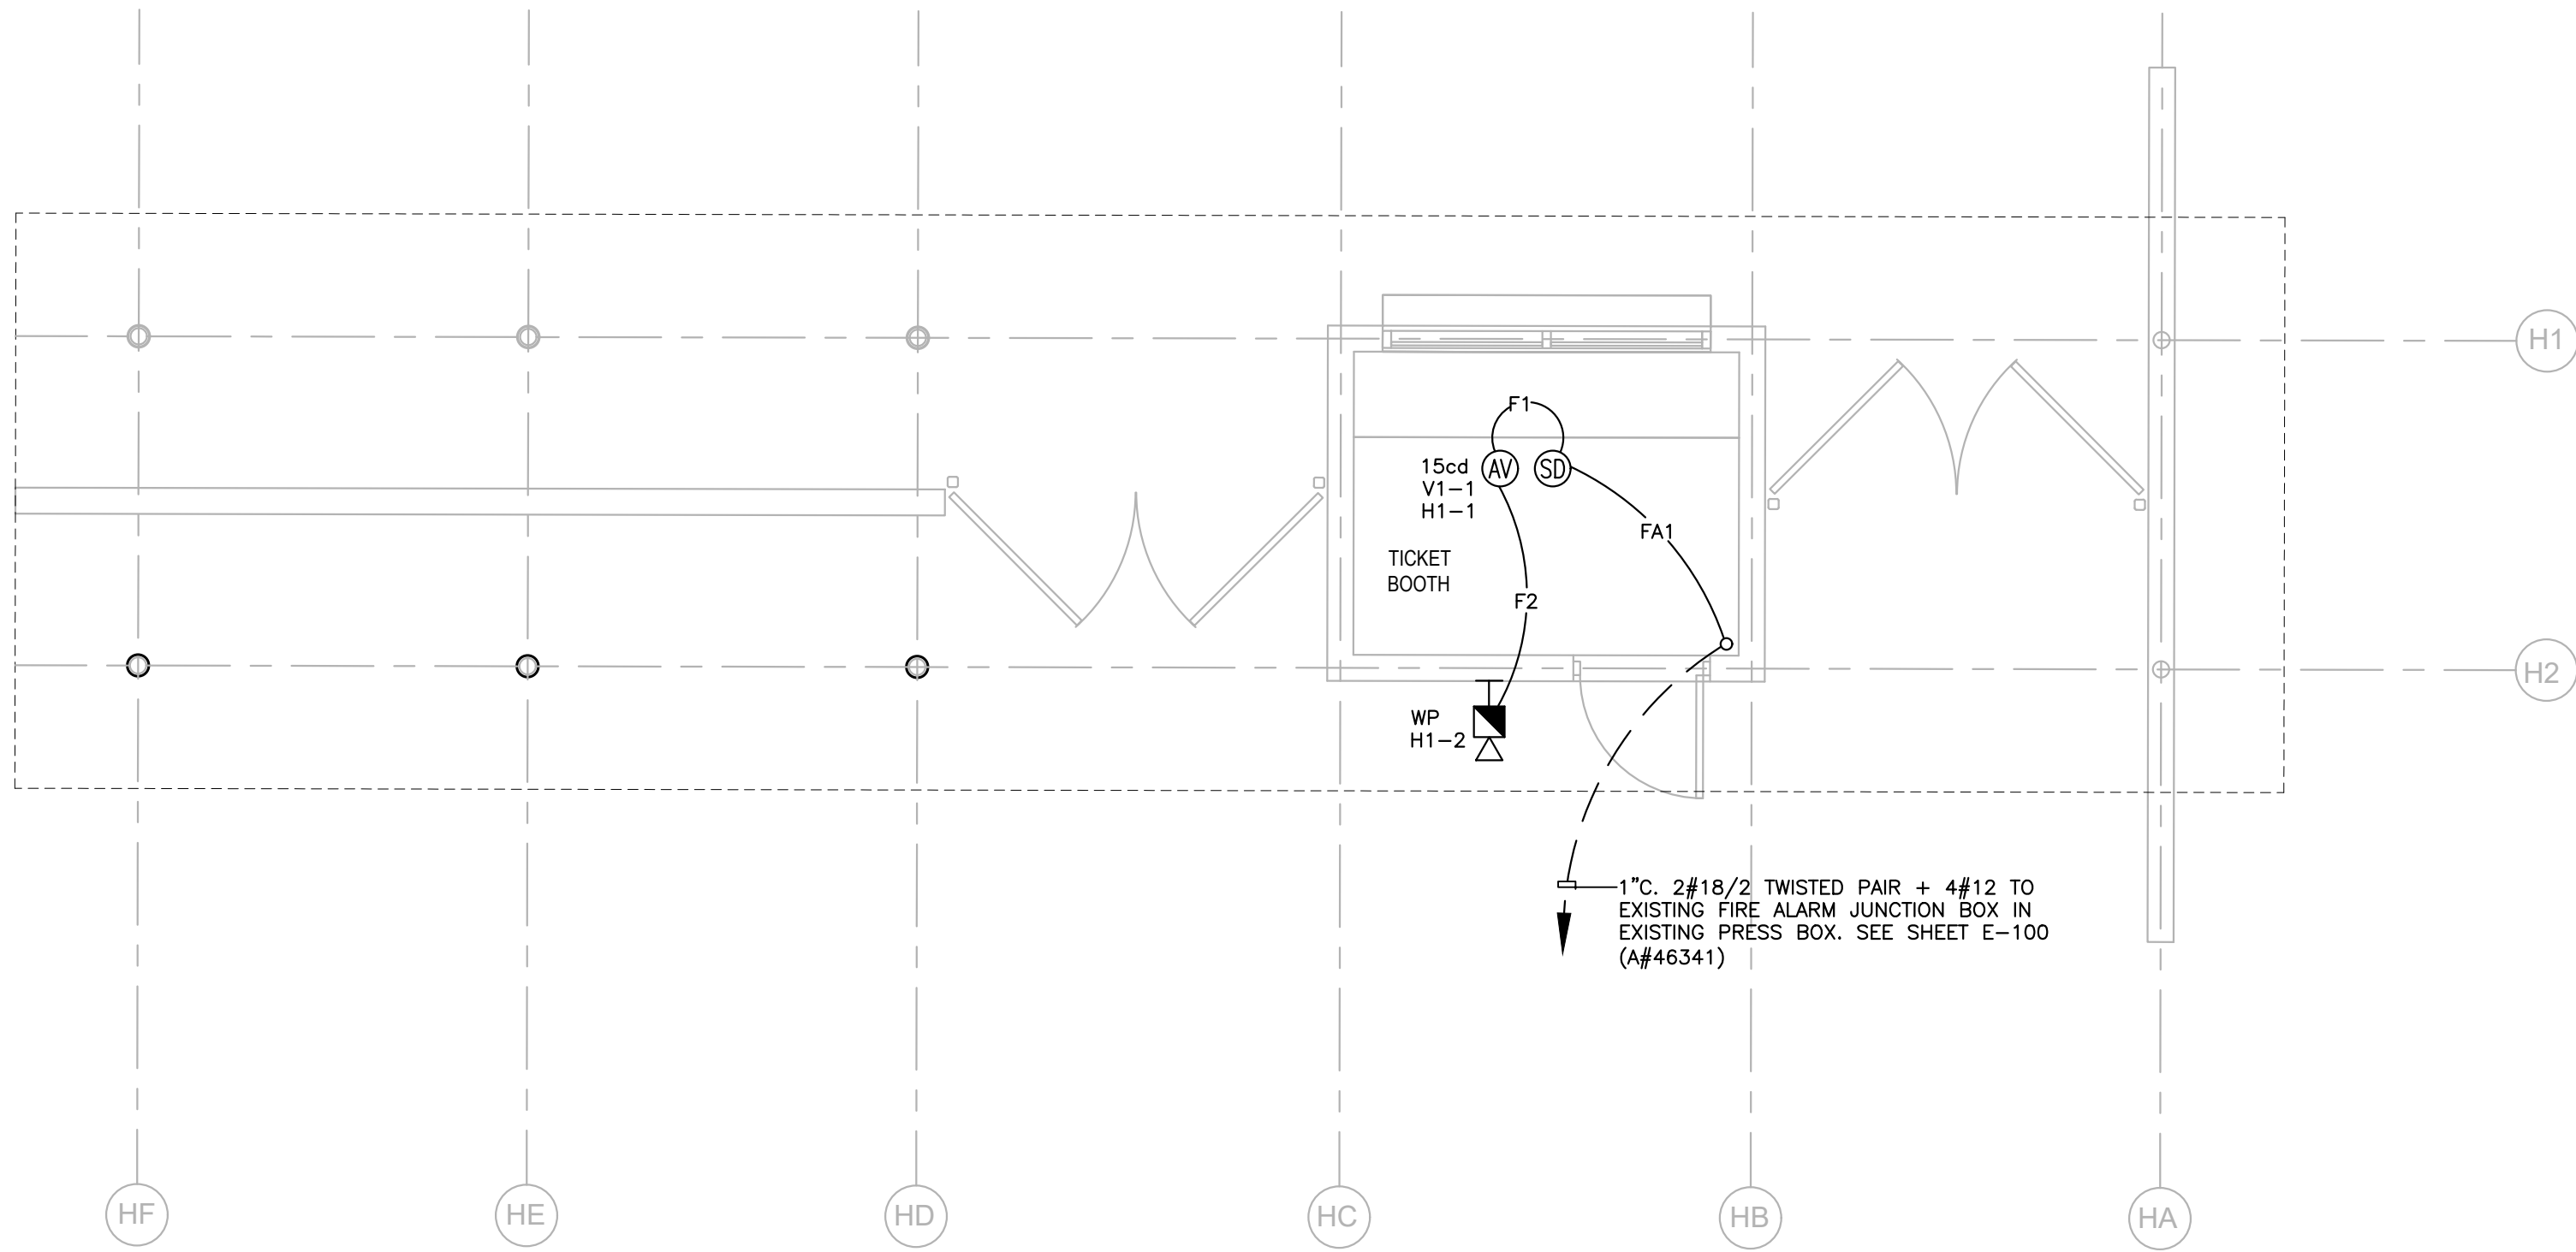 H1
F1
15cd
V1-1
H1-1
AV
SD
FA1
TICKET
BOOTH
F2
H2
WP
H1-2
1"C. 2#18/2 TWISTED PAIR + 4#12 TO
EXISTING FIRE ALARM JUNCTION BOX IN
EXISTING PRESS BOX. SEE SHEET E-100
(A#46341)
HF
HE
HD
HC
HB
HA